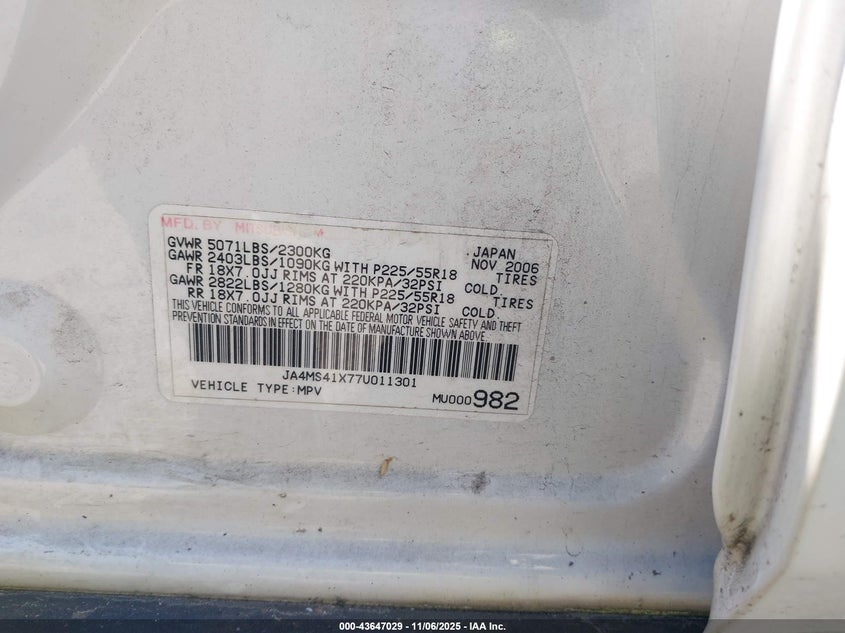 MFD. BY MITSUBISHI
JAPAN
GVWR 5071LBS/2300KG NOV 2006
GAWR 2403LBS/1090KG WITH P225/55R18 TIRES
FR 18X7.0JJ RIMS AT 220KPA/32PSI COLD.
GAWR 2822LBS/1280KG WITH P225/55R18 TIRES
RR 18X7.0JJ RIMS AT 220KPA/32PSI COLD.
THIS VEHICLE CONFORMS TO ALL APPLICABLE FEDERAL MOTOR VEHICLE SAFETY AND THEFT
PREVENTION STANDARDS IN EFFECT ON THE DATE OF MANUFACTURE SHOWN ABOVE.
JA4MS41X77U011301
VEHICLE TYPE:MPV MU000982
000-43647029 - 11/06/2025 - IAA Inc.